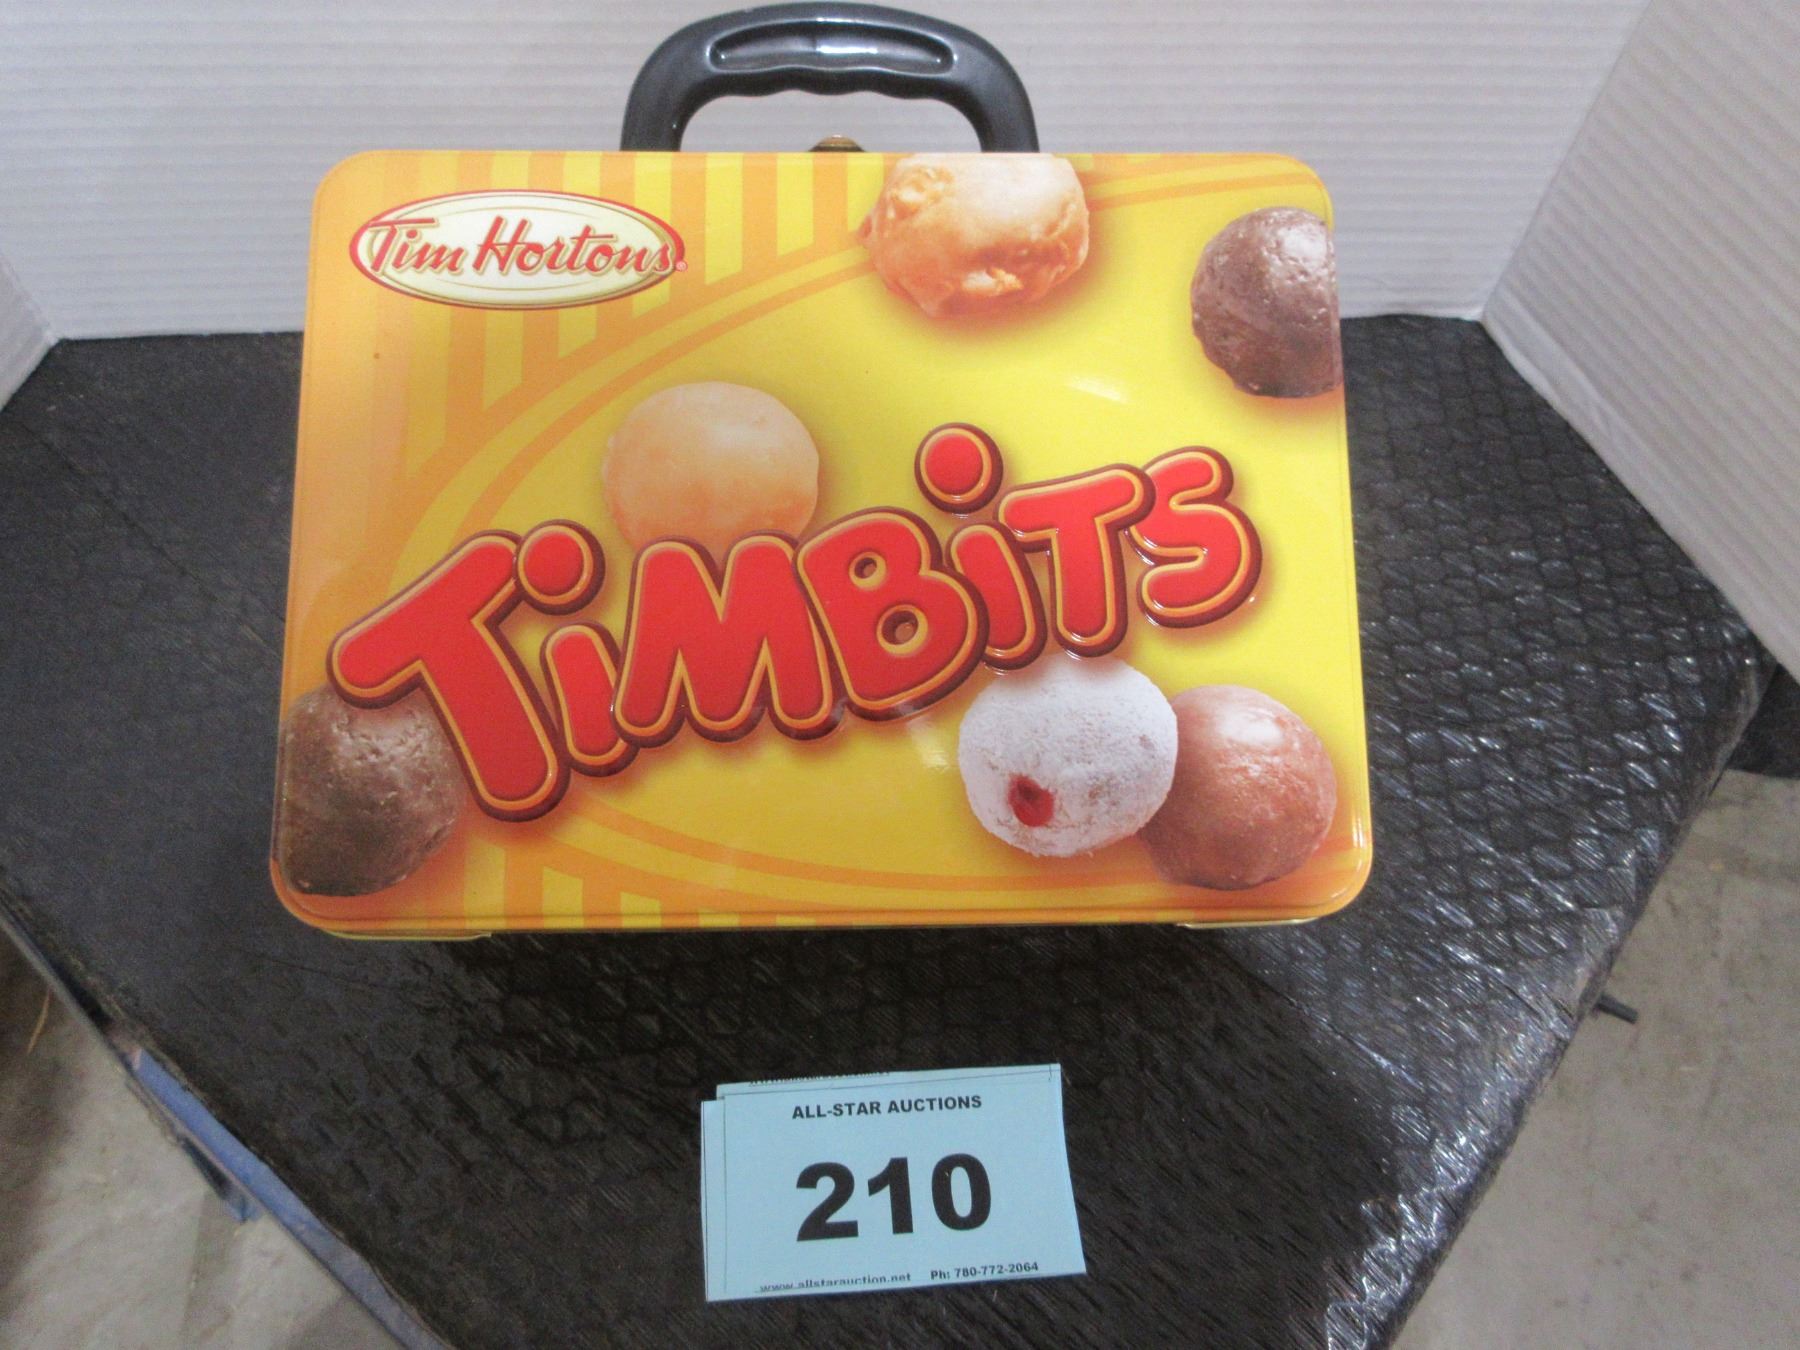 Tim Hortons®
TiMBiTS
ALL-STAR AUCTIONS
210
www.allstarauction.net Ph: 780-772-2064